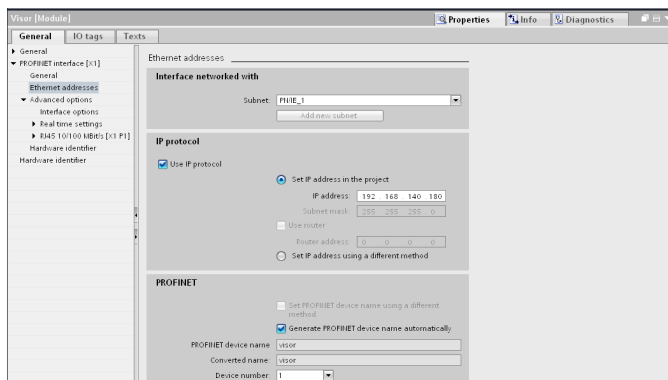 Visor [Module]
Properties
Info
Diagnostics
General
IO tags
Texts
General
PROFINET interface [X1]
General
Ethernet addresses
Advanced options
Interface options
Real time settings
RJ45 10/100 MBit/s [X1 P1]
Hardware identifier
Hardware identifier
Ethernet addresses
Interface networked with
Subnet: PN/IE_1
Add new subnet
IP protocol
Use IP protocol
Set IP address in the project
IP address: 192 . 168 . 140 . 180
Subnet mask: 255 . 255 . 255 . 0
Use router
Router address: 0 . 0 . 0 . 0
Set IP address using a different method
PROFINET
Set PROFINET device name using a different
method
Generate PROFINET device name automatically
PROFINET device name visor
Converted name: visor
Device number: 1